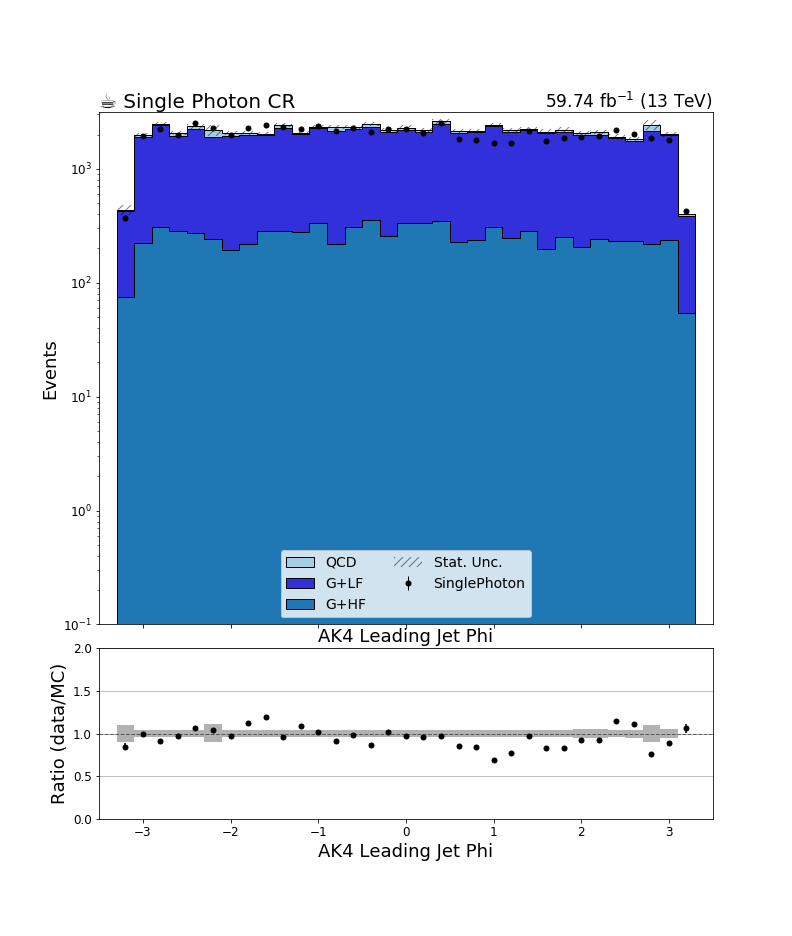 ☕ Single Photon CR 59.74 fb⁻¹ (13 TeV)
Events
10³
10²
10¹
10⁰
10⁻¹
QCD Stat. Unc.
G+LF SinglePhoton
G+HF
AK4 Leading Jet Phi
Ratio (data/MC)
2.0
1.5
1.0
0.5
0.0
−3 −2 −1 0 1 2 3
AK4 Leading Jet Phi